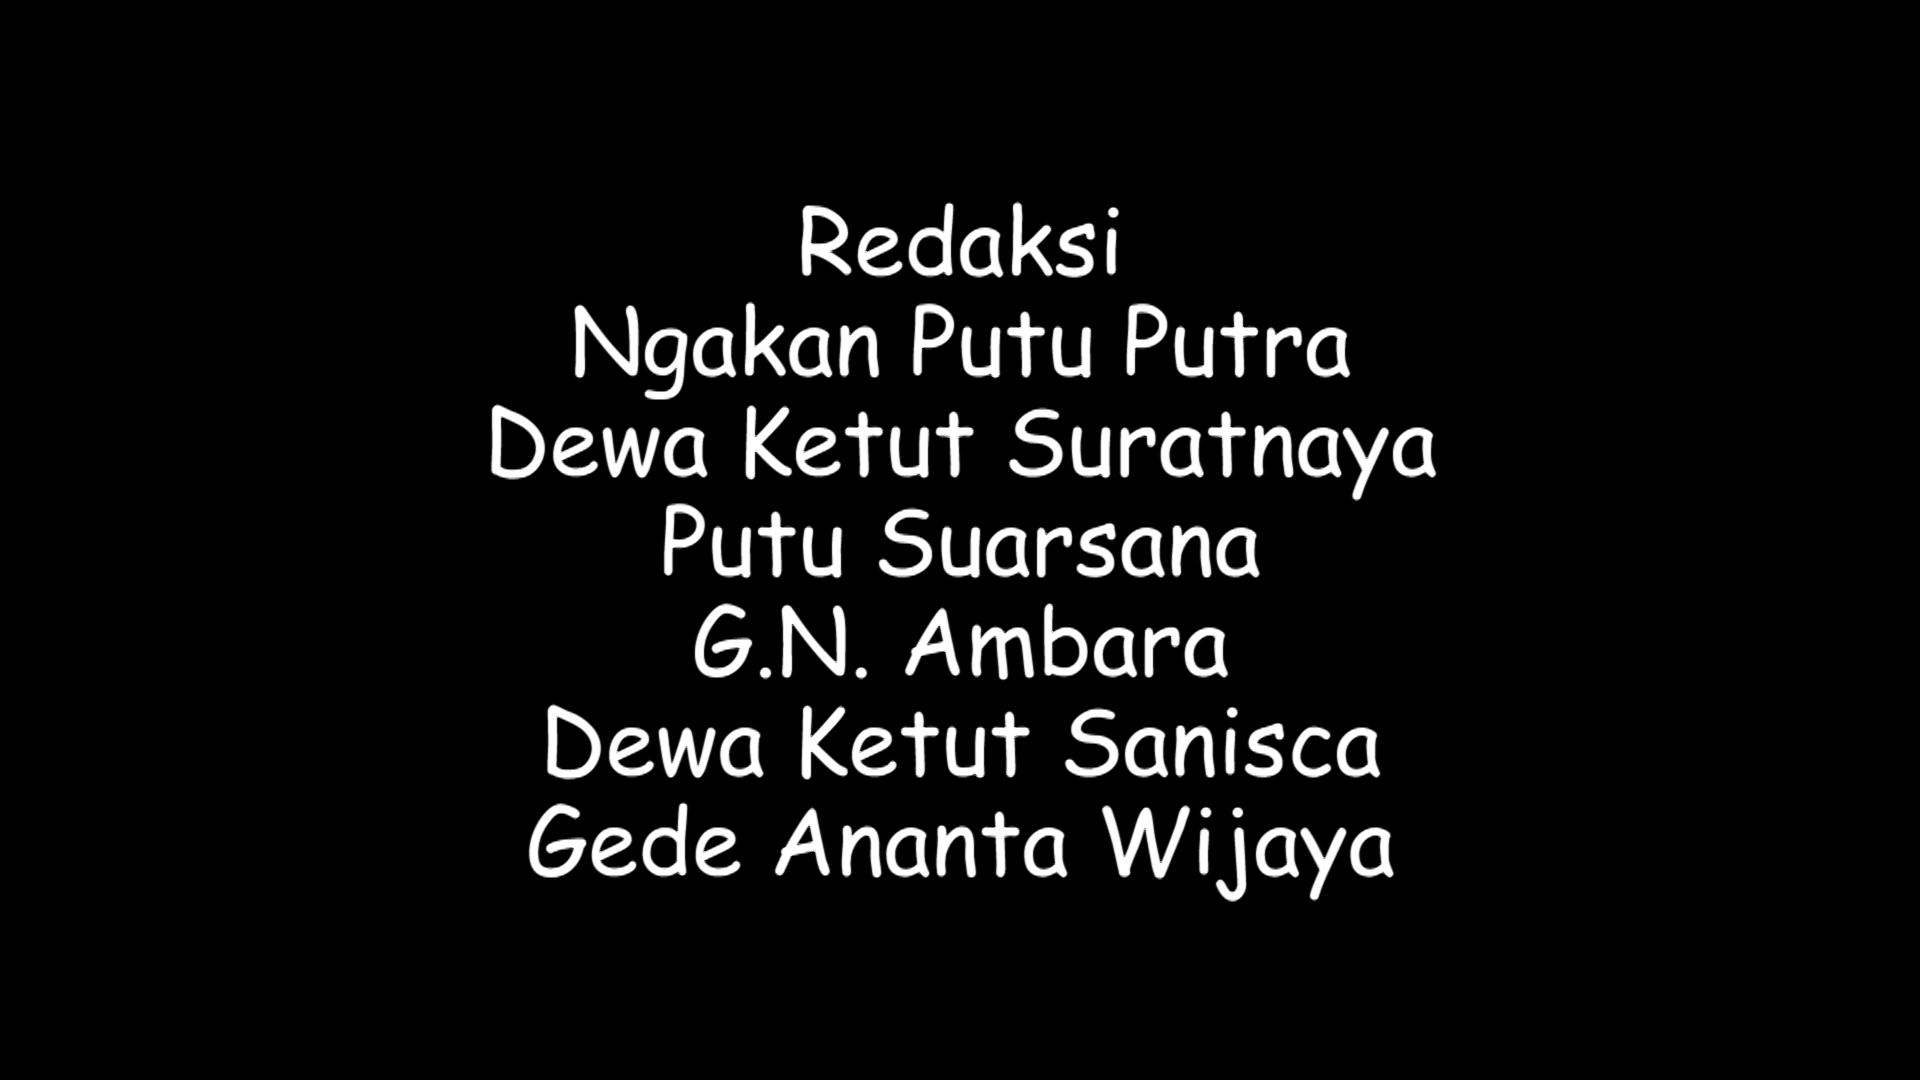 Redaksi
Ngakan Putu Putra
Dewa Ketut Suratnaya
Putu Suarsana
G.N. Ambara
Dewa Ketut Sanisca
Gede Ananta Wijaya